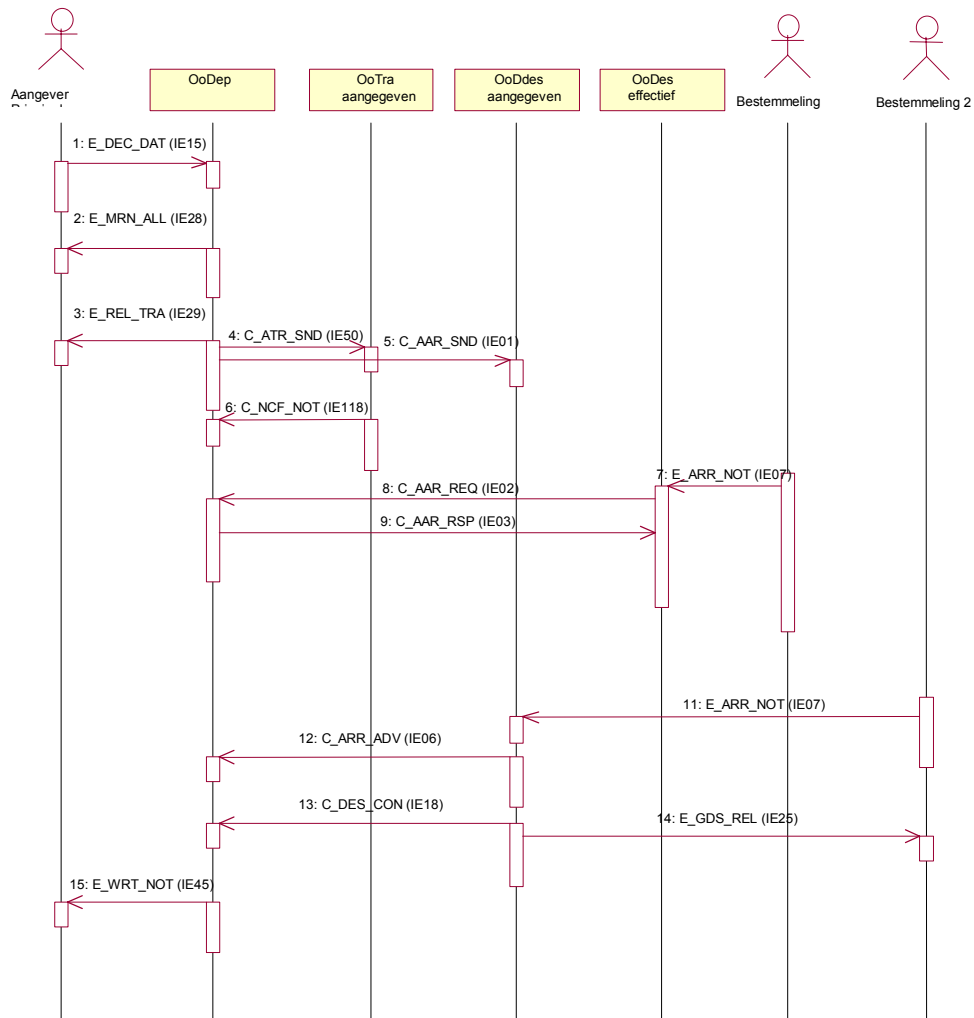 OoDep
OoTra
aangegeven
OoDdes
aangegeven
OoDes
effectief
Aangever
Bestemmeling
Bestemmeling 2
1: E_DEC_DAT (IE15)
2: E_MRN_ALL (IE28)
3: E_REL_TRA (IE29)
4: C_ATR_SND (IE50)
5: C_AAR_SND (IE01)
6: C_NCF_NOT (IE118)
7: E_ARR_NOT (IE07)
8: C_AAR_REQ (IE02)
9: C_AAR_RSP (IE03)
11: E_ARR_NOT (IE07)
12: C_ARR_ADV (IE06)
13: C_DES_CON (IE18)
14: E_GDS_REL (IE25)
15: E_WRT_NOT (IE45)